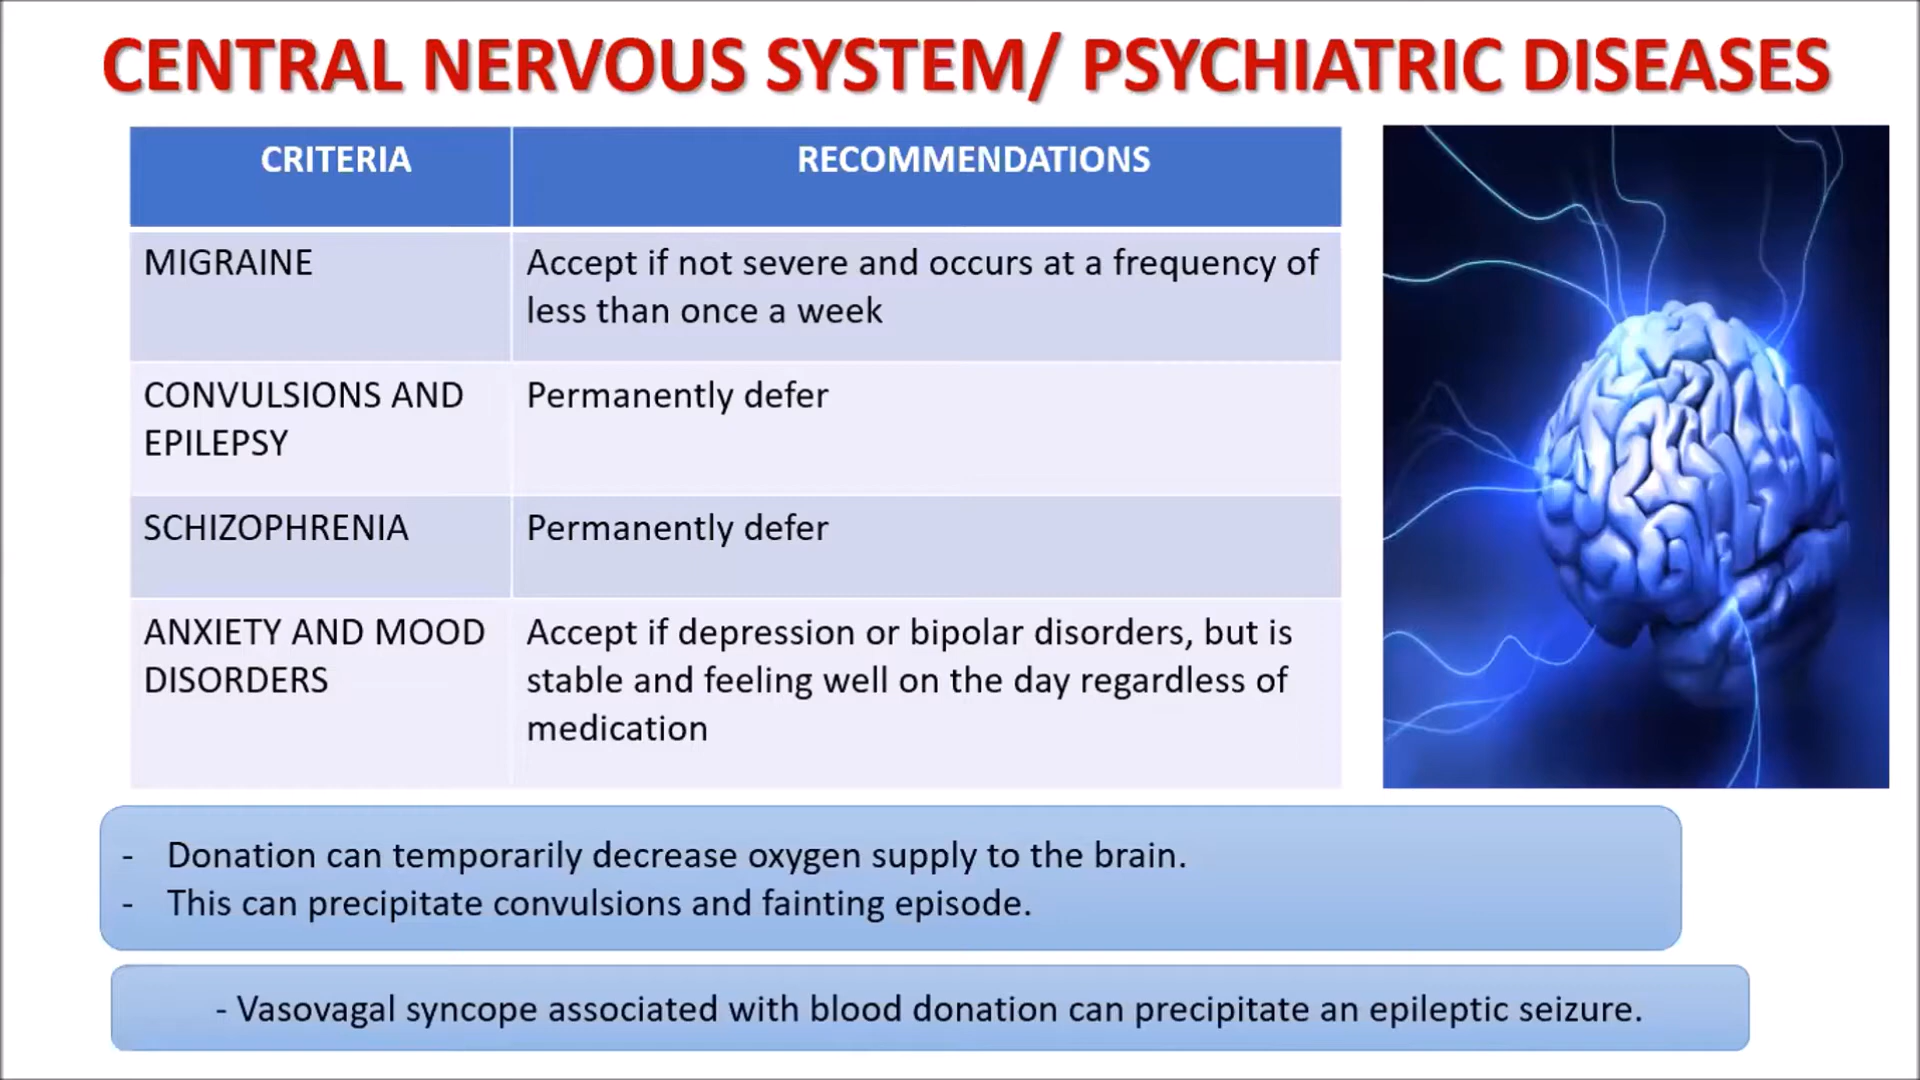 CENTRAL NERVOUS SYSTEM/ PSYCHIATRIC DISEASES
CRITERIA
RECOMMENDATIONS
MIGRAINE
Accept if not severe and occurs at a frequency of
less than once a week
CONVULSIONS AND
EPILEPSY
Permanently defer
SCHIZOPHRENIA
Permanently defer
ANXIETY AND MOOD
DISORDERS
Accept if depression or bipolar disorders, but is
stable and feeling well on the day regardless of
medication
- Donation can temporarily decrease oxygen supply to the brain.
- This can precipitate convulsions and fainting episode.
- Vasovagal syncope associated with blood donation can precipitate an epileptic seizure.